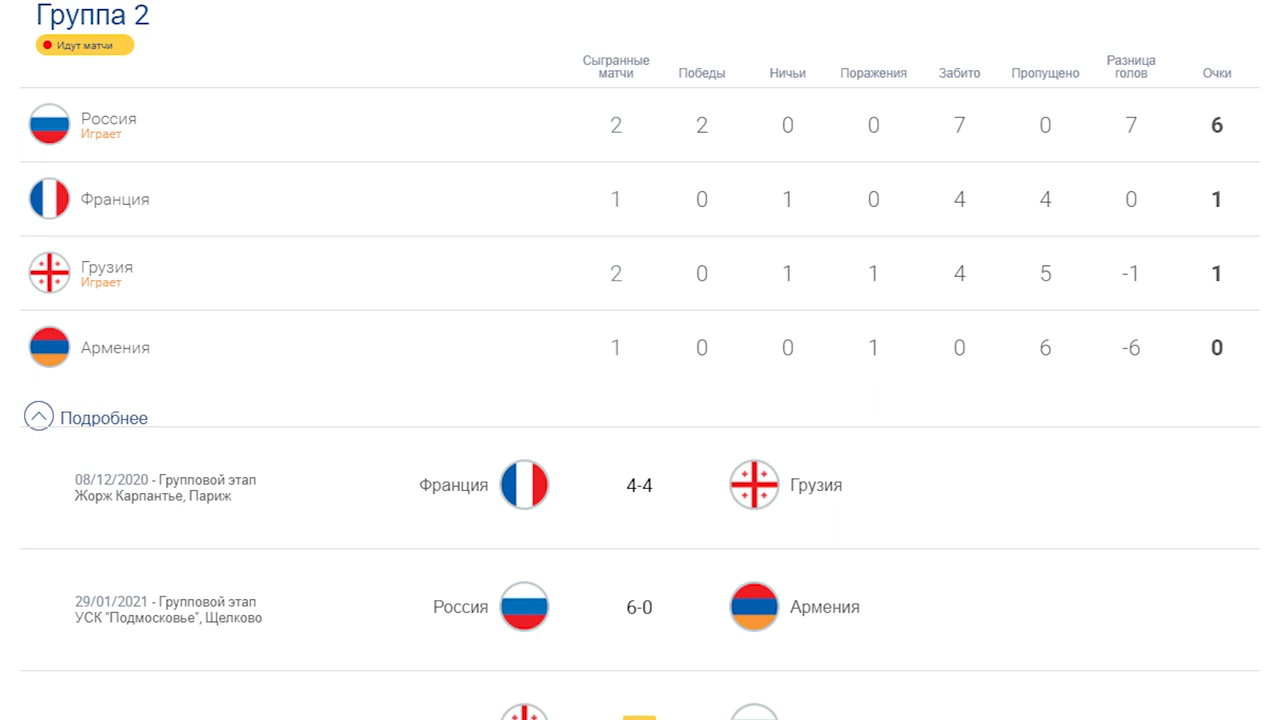 Группа 2
Идут матчи
Сыгранные
матчи
Победы
Ничьи
Поражения
Забито
Пропущено
Разница
голов
Очки
Россия
Играет
2 2 0 0 7 0 7 6
Франция 1 0 1 0 4 4 0 1
Грузия
Играет
2 0 1 1 4 5 -1 1
Армения 1 0 0 1 0 6 -6 0
Подробнее
08/12/2020 - Групповой этап
Жорж Карпантье, Париж
Франция 4-4 Грузия
29/01/2021 - Групповой этап
УСК "Подмосковье", Щелково
Россия 6-0 Армения